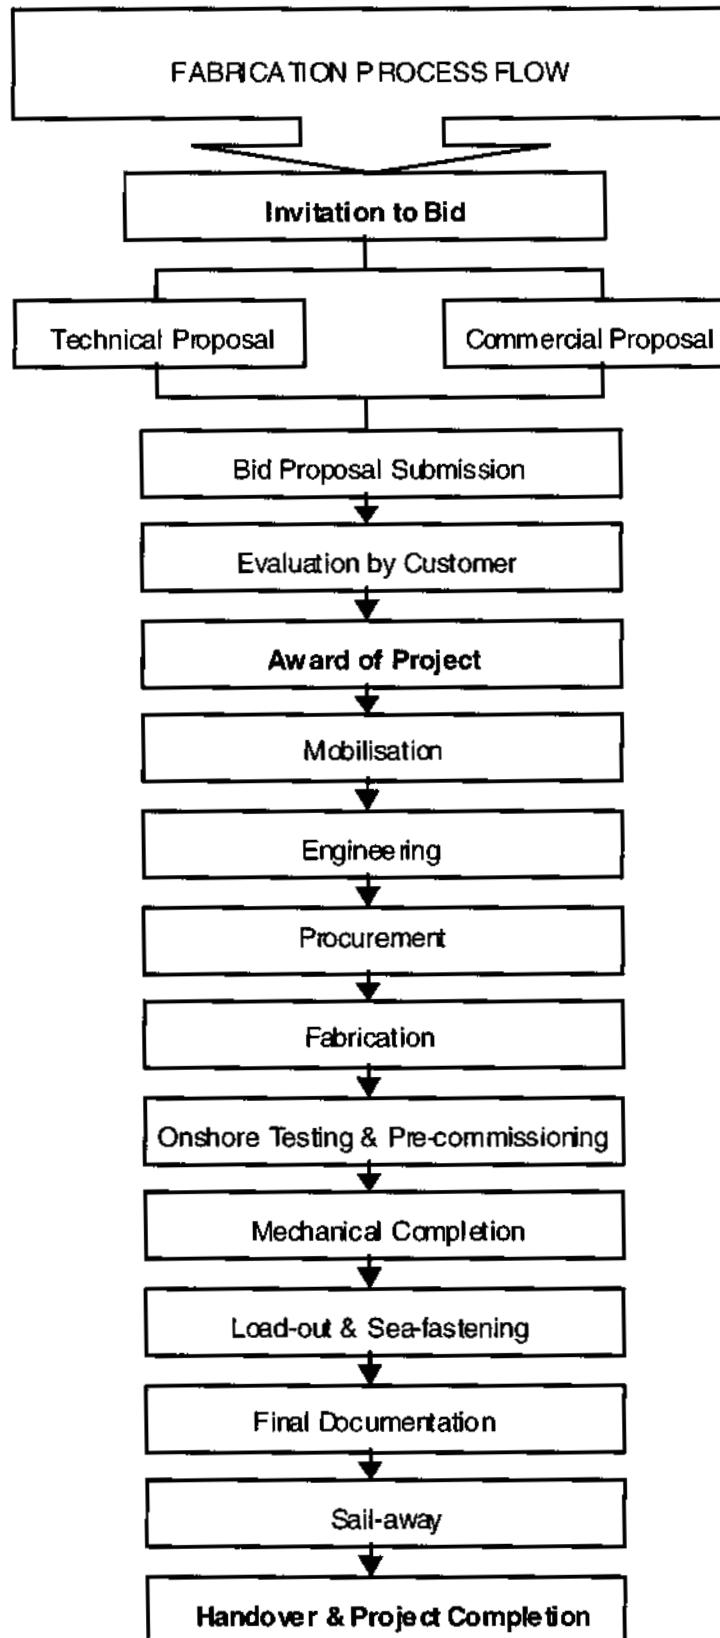 FABRICATION PROCESS FLOW
Invitation to Bid
Technical Proposal
Commercial Proposal
Bid Proposal Submission
Evaluation by Customer
Award of Project
Mobilisation
Engineering
Procurement
Fabrication
Onshore Testing & Pre-commissioning
Mechanical Completion
Load-out & Sea-fastening
Final Documentation
Sail-away
Handover & Project Completion